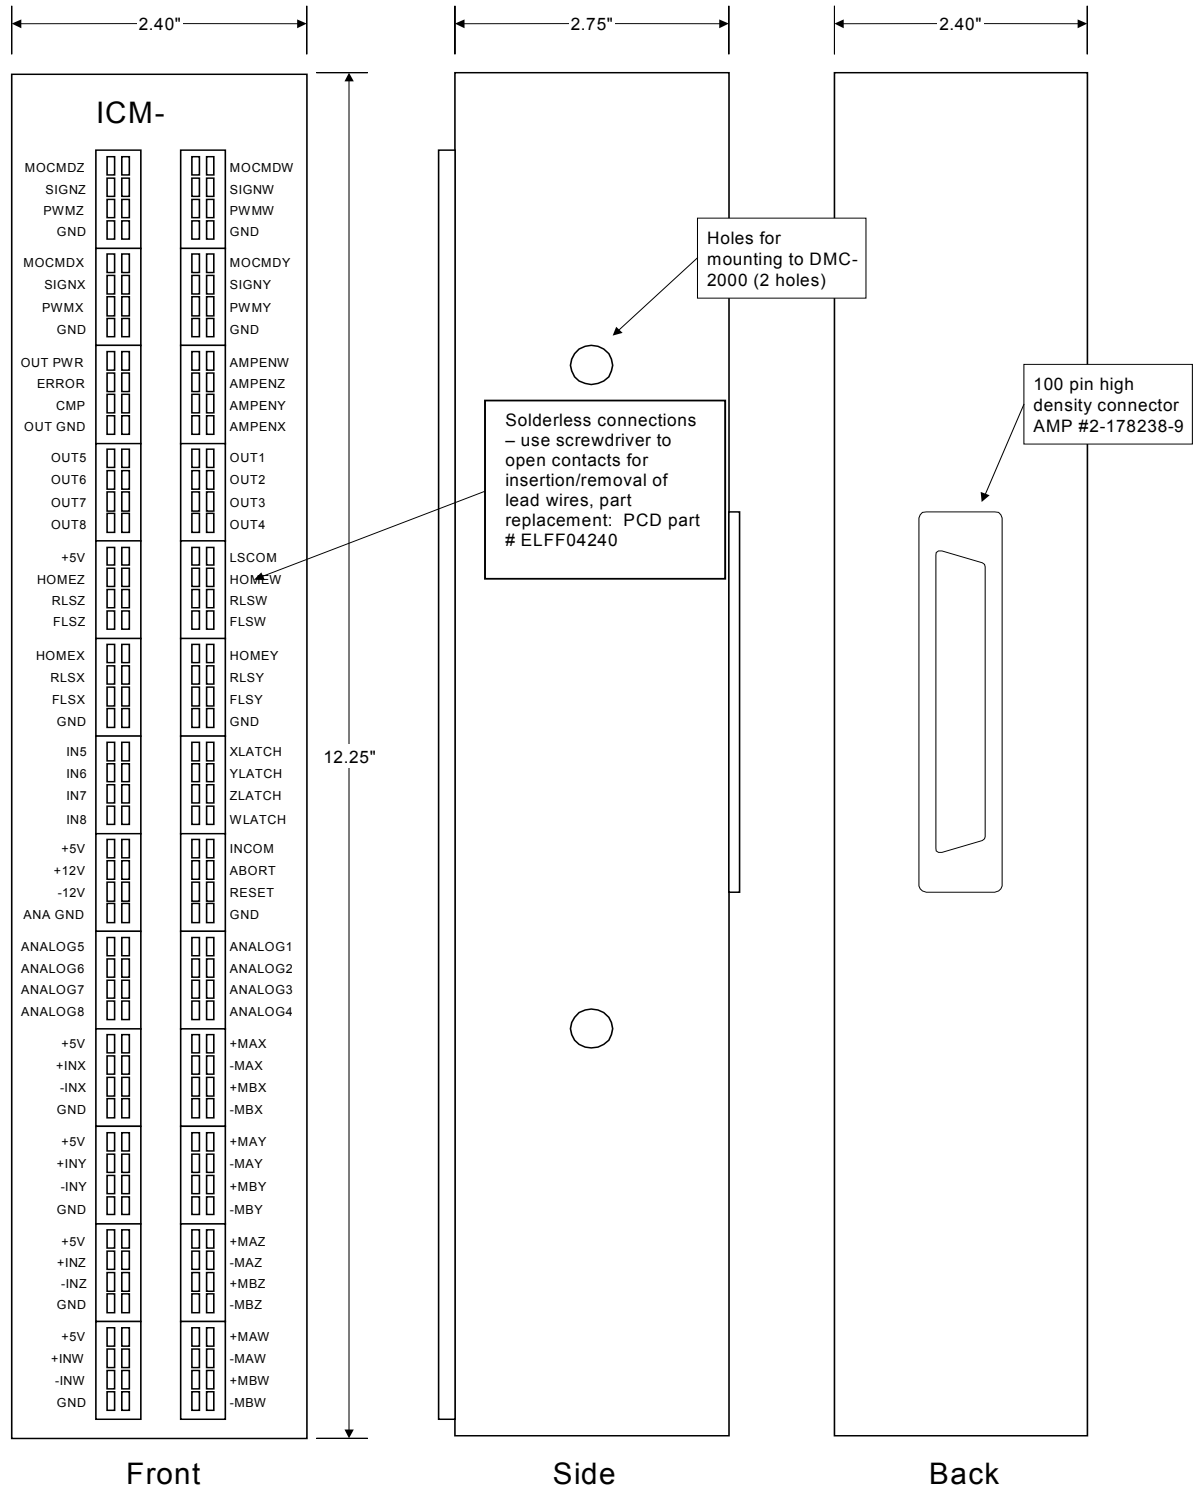 2.40"
2.75"
2.40"
ICM-
MOCMDZ
SIGNZ
PWMZ
GND
MOCMDX
SIGNX
PWMX
GND
OUT PWR
ERROR
CMP
OUT GND
OUT5
OUT6
OUT7
OUT8
+5V
HOMEZ
RLSZ
FLSZ
HOMEX
RLSX
FLSX
GND
IN5
IN6
IN7
IN8
+5V
+12V
-12V
ANA GND
ANALOG5
ANALOG6
ANALOG7
ANALOG8
+5V
+INX
-INX
GND
+5V
+INY
-INY
GND
+5V
+INZ
-INZ
GND
+5V
+INW
-INW
GND
MOCMDW
SIGNW
PWMW
GND
MOCMDY
SIGNY
PWMY
GND
AMPENW
AMPENZ
AMPENY
AMPENX
OUT1
OUT2
OUT3
OUT4
LSCOM
HOMEW
RLSW
FLSW
HOMEY
RLSY
FLSY
GND
XLATCH
YLATCH
ZLATCH
WLATCH
INCOM
ABORT
RESET
GND
ANALOG1
ANALOG2
ANALOG3
ANALOG4
+MAX
-MAX
+MBX
-MBX
+MAY
-MAY
+MBY
-MBY
+MAZ
-MAZ
+MBZ
-MBZ
+MAW
-MAW
+MBW
-MBW
12.25"
Holes for
mounting to DMC-
2000 (2 holes)
Solderless connections
– use screwdriver to
open contacts for
insertion/removal of
lead wires, part
replacement: PCD part
# ELFF04240
100 pin high
density connector
AMP #2-178238-9
Front
Side
Back